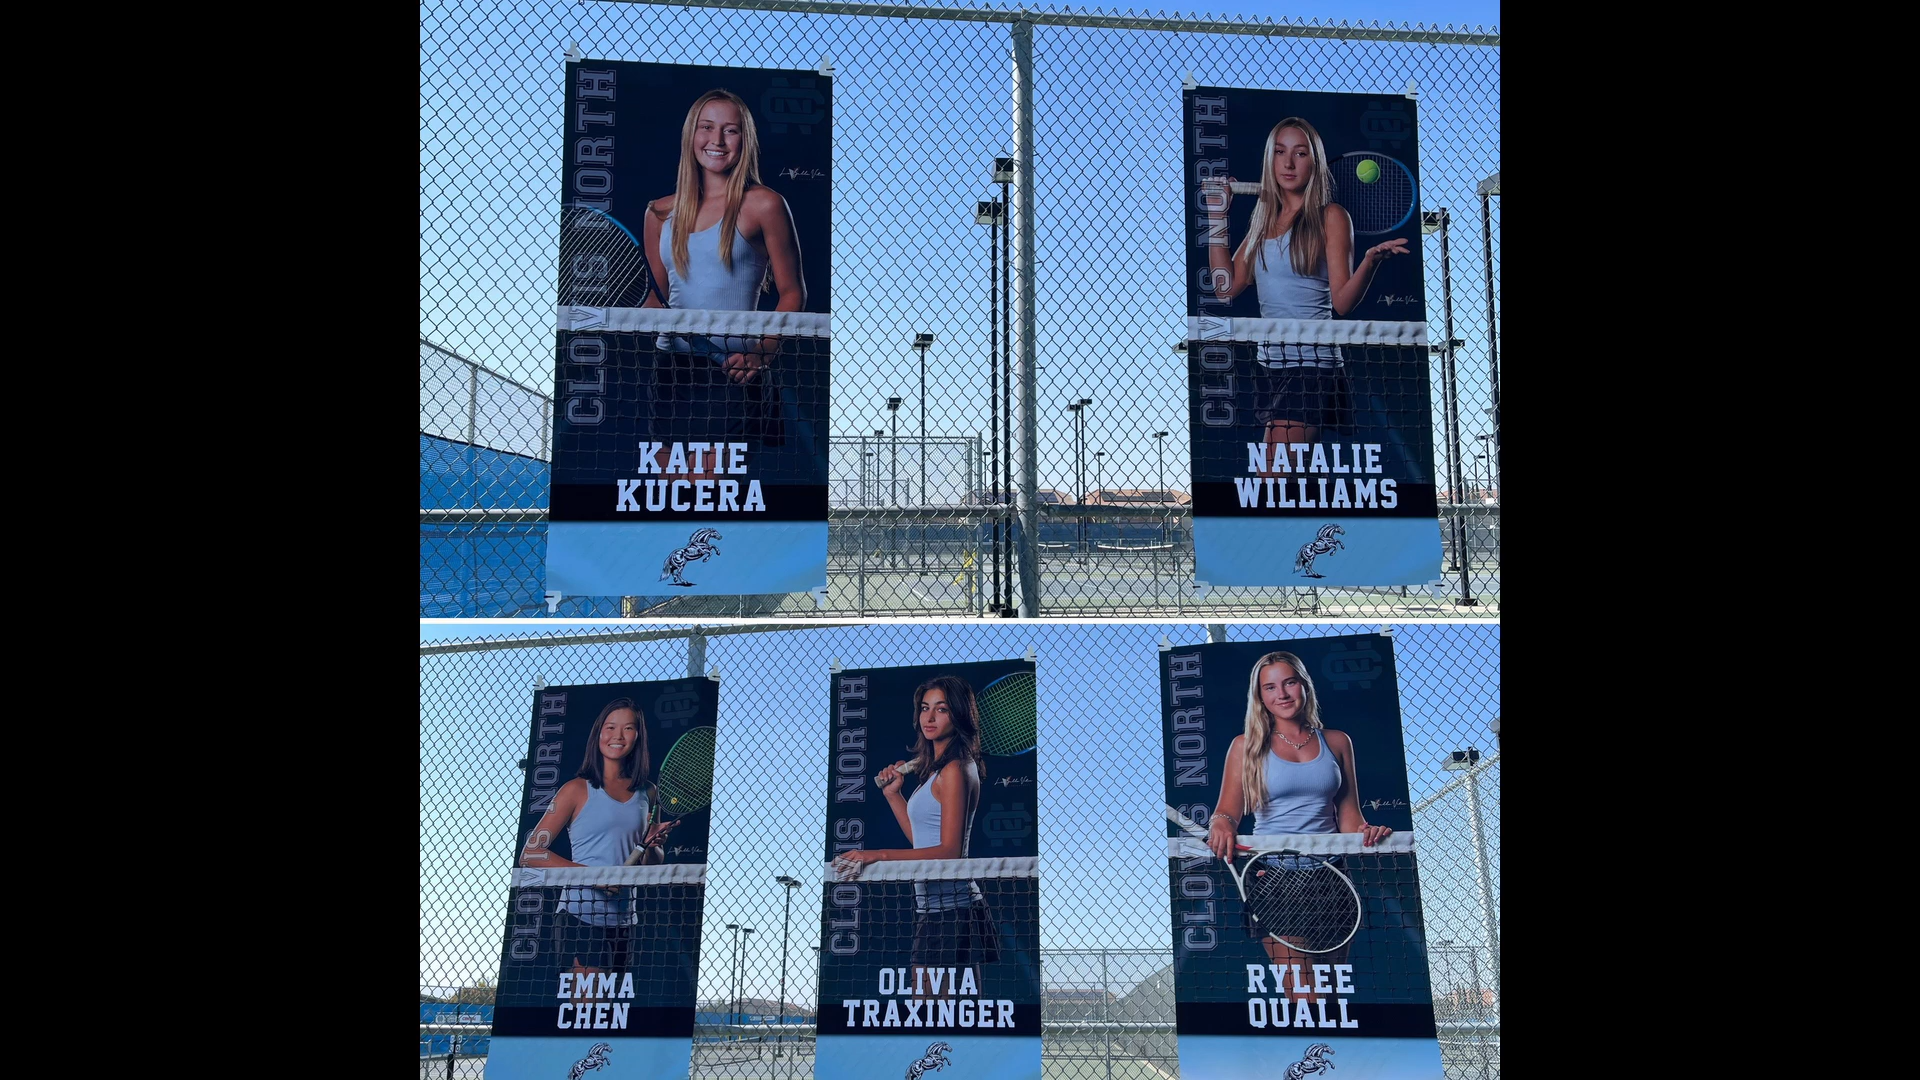 CLOVIS NORTH
KATIE
KUCERA
CLOVIS NORTH
NATALIE
WILLIAMS
CLOVIS NORTH
EMMA
CHEN
CLOVIS NORTH
OLIVIA
TRAXINGER
CLOVIS NORTH
RYLEE
QUALL